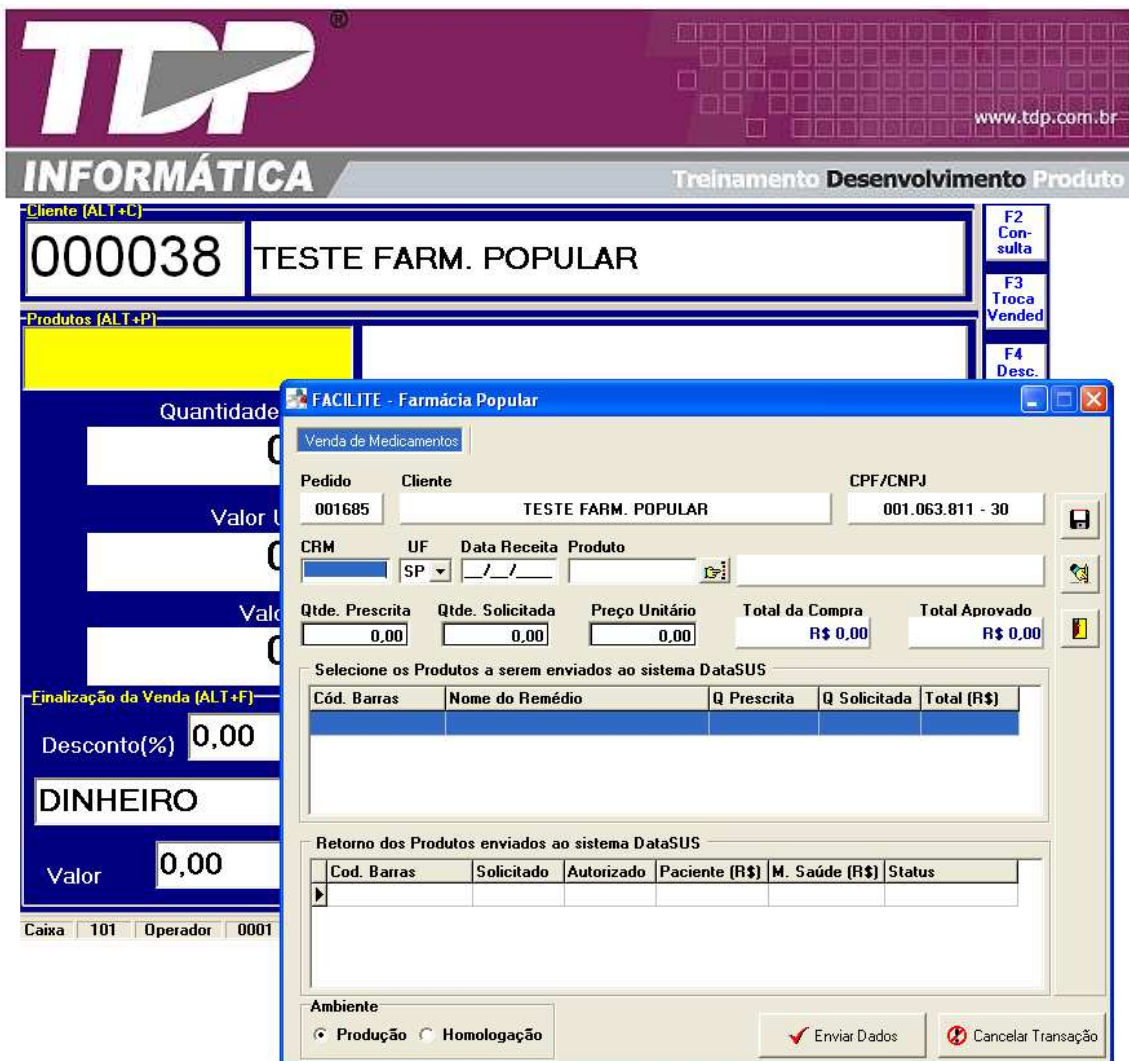 TDP®
www.tdp.com.br
INFORMÁTICA
Treinamento Desenvolvimento Produto
Cliente (ALT+C)
000038 TESTE FARM. POPULAR
F2
Con-
sulta
F3
Troca
Vended
Produtos (ALT+P)
F4
Desc.
Quantidade
0
Valor U
0
Valo
0
Finalização da Venda (ALT+F)
Desconto(%) 0,00
DINHEIRO
Valor 0,00
Caixa 101 Operador 0001
FACILITE - Farmácia Popular
Venda de Medicamentos
Pedido Cliente CPF/CNPJ
001685 TESTE FARM. POPULAR 001.063.811 - 30
CRM UF Data Receita Produto
SP __/__/____
Qtde. Prescrita Qtde. Solicitada Preço Unitário Total da Compra Total Aprovado
0,00 0,00 0,00 R$ 0,00 R$ 0,00
Selecione os Produtos a serem enviados ao sistema DataSUS
Cód. Barras Nome do Remédio Q Prescrita Q Solicitada Total (R$)
Retorno dos Produtos enviados ao sistema DataSUS
Cod. Barras Solicitado Autorizado Paciente (R$) M. Saúde (R$) Status
Ambiente
Produção Homologação
Enviar Dados Cancelar Transação